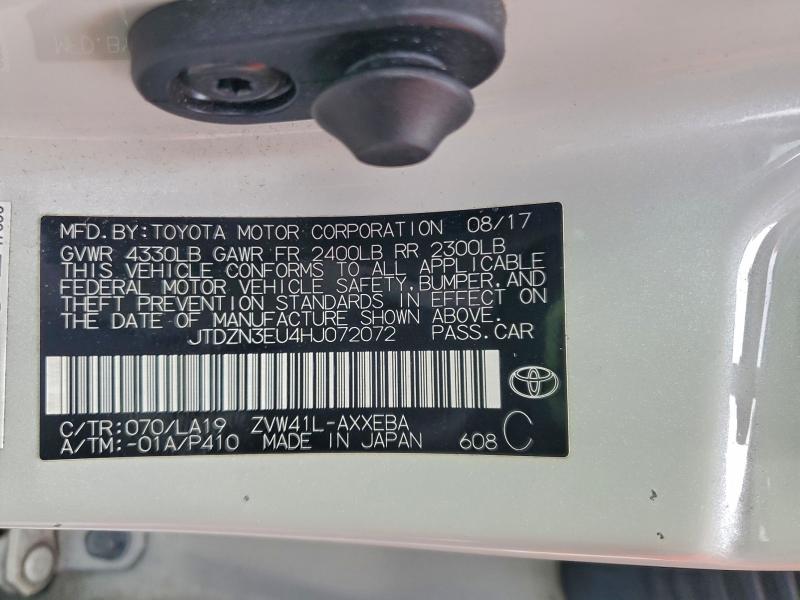 MFD.BY:TOYOTA MOTOR CORPORATION 08/17
GVWR 4330LB GAWR FR 2400LB RR 2300LB
THIS VEHICLE CONFORMS TO ALL APPLICABLE
FEDERAL MOTOR VEHICLE SAFETY,BUMPER,AND
THEFT PREVENTION STANDARDS IN EFFECT ON
THE DATE OF MANUFACTURE SHOWN ABOVE.
JTDZN3EU4HJ072072 PASS.CAR
C/TR:070/LA19 ZVW41L-AXXEBA
A/TM:-01A/P410 MADE IN JAPAN 608 C